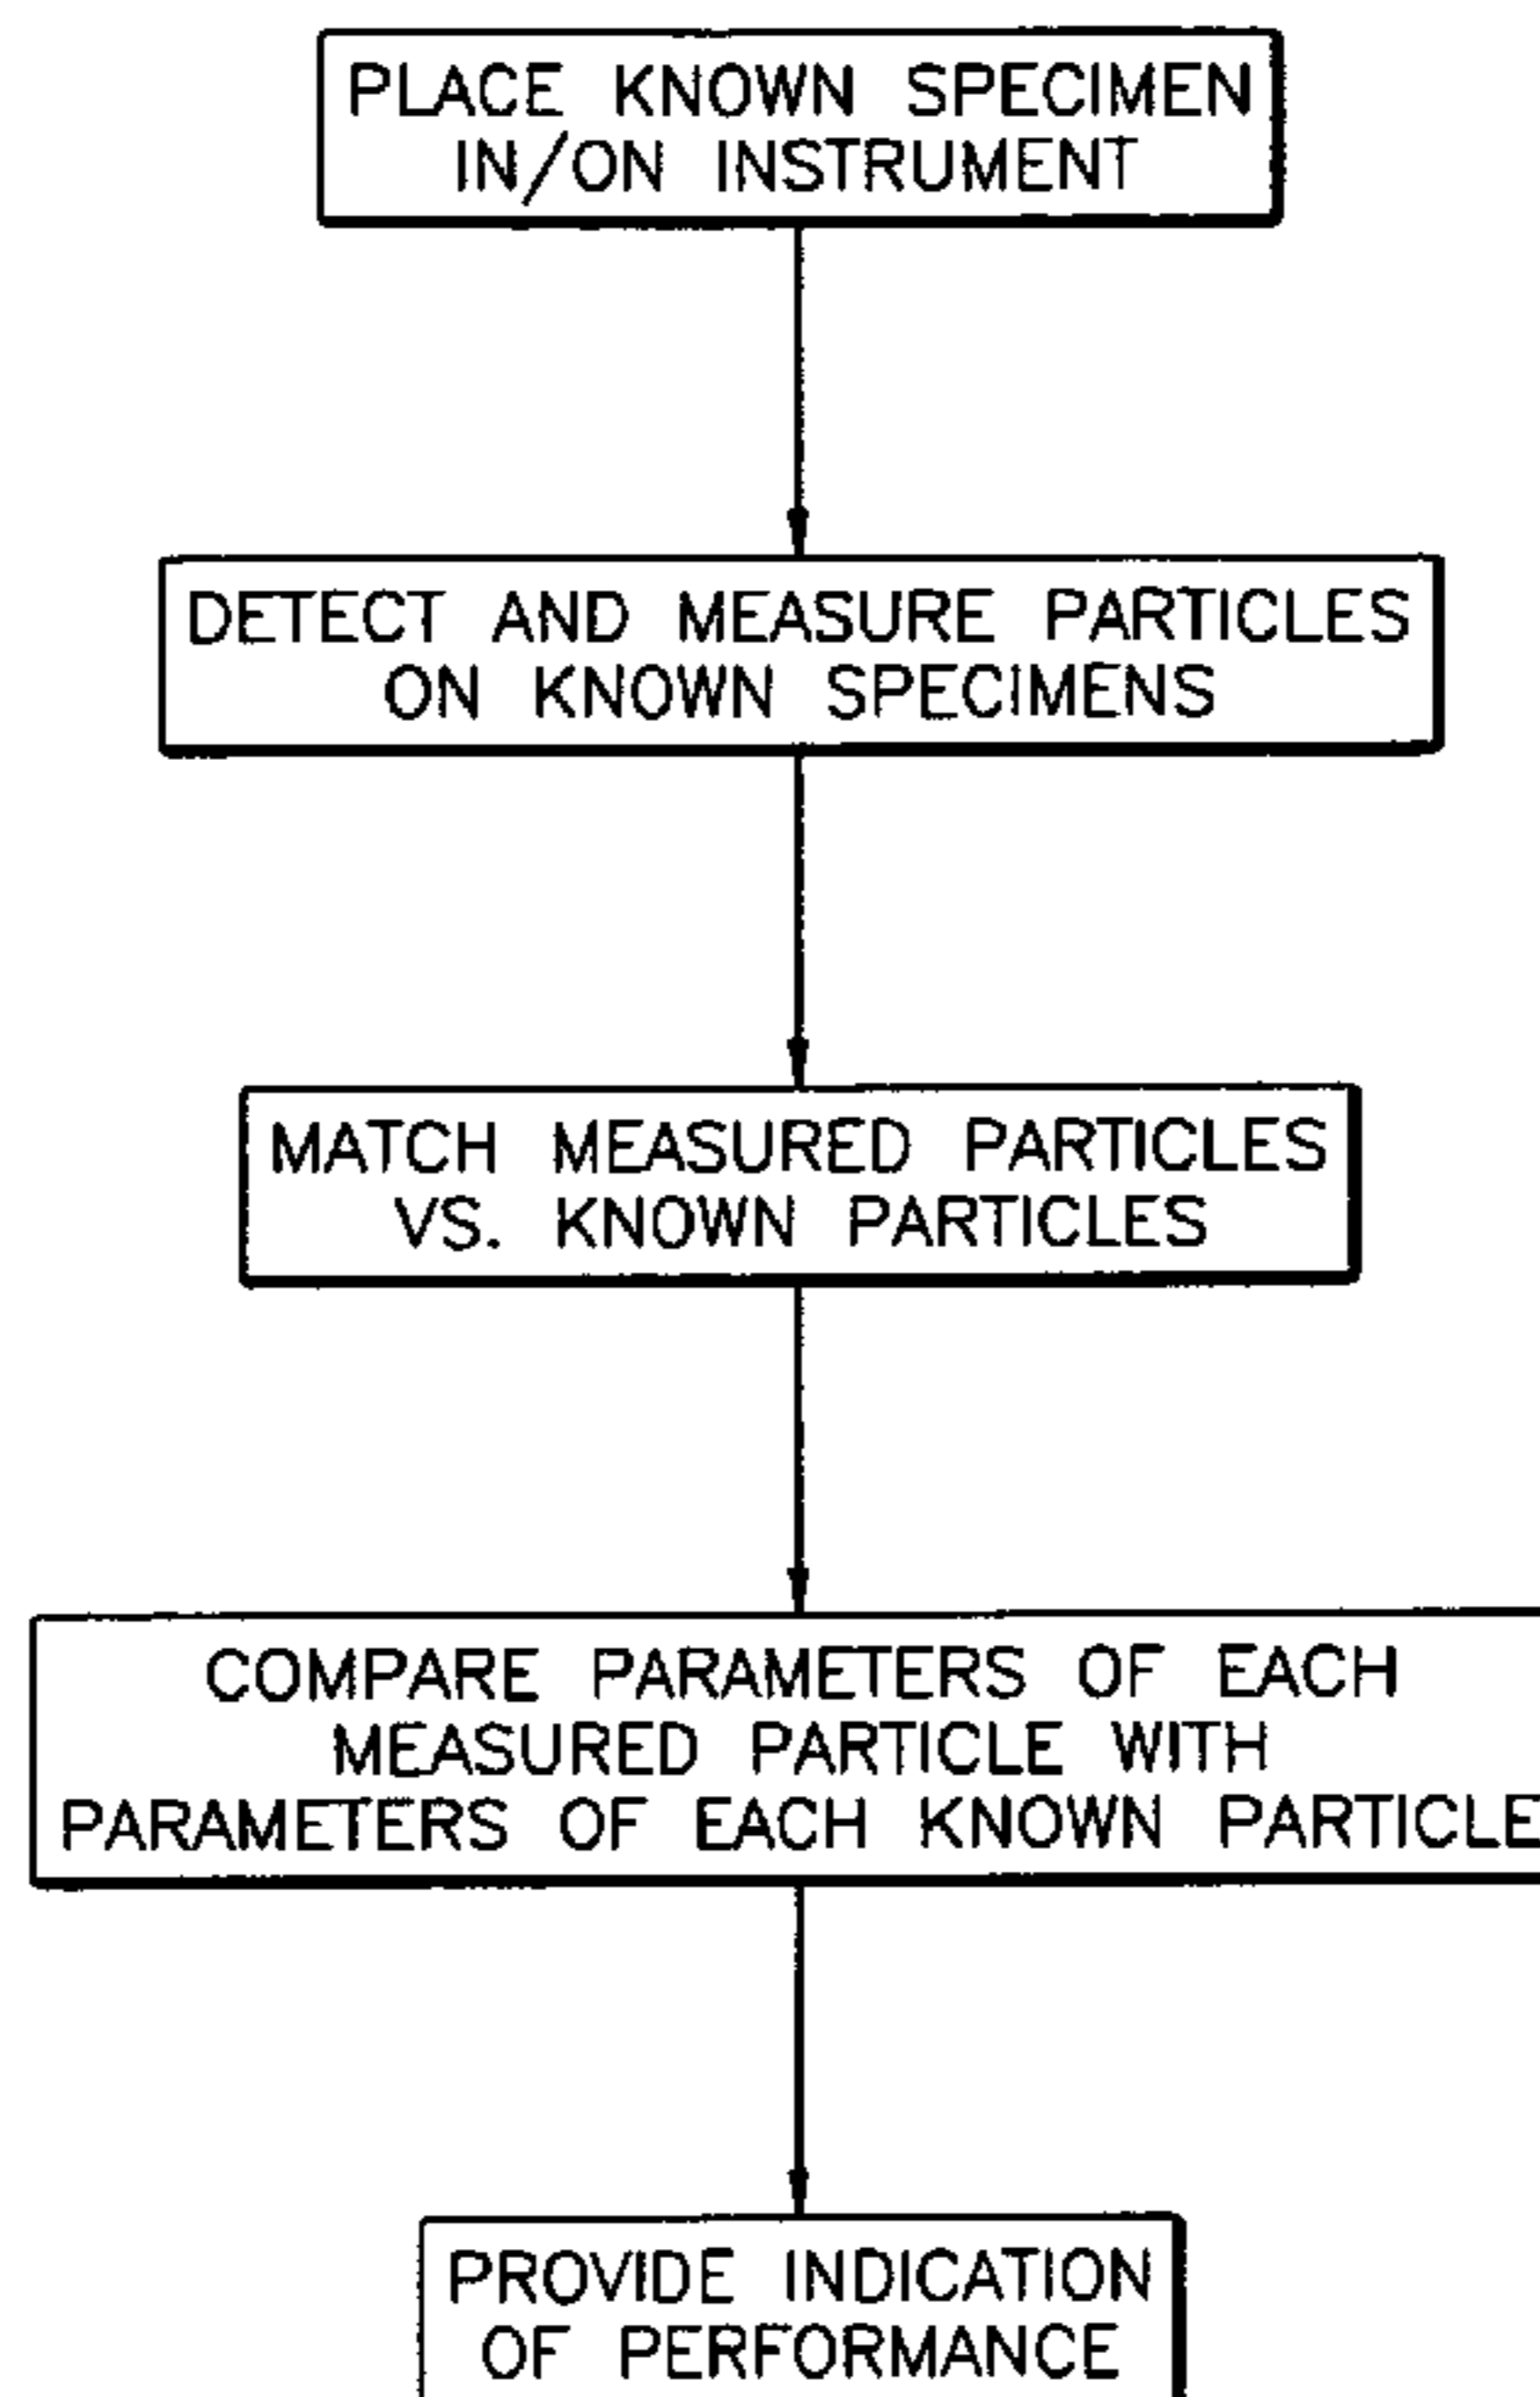 PLACE KNOWN SPECIMEN
IN/ON INSTRUMENT
DETECT AND MEASURE PARTICLES
ON KNOWN SPECIMENS
MATCH MEASURED PARTICLES
VS. KNOWN PARTICLES
COMPARE PARAMETERS OF EACH
MEASURED PARTICLE WITH
PARAMETERS OF EACH KNOWN PARTICLE
PROVIDE INDICATION
OF PERFORMANCE